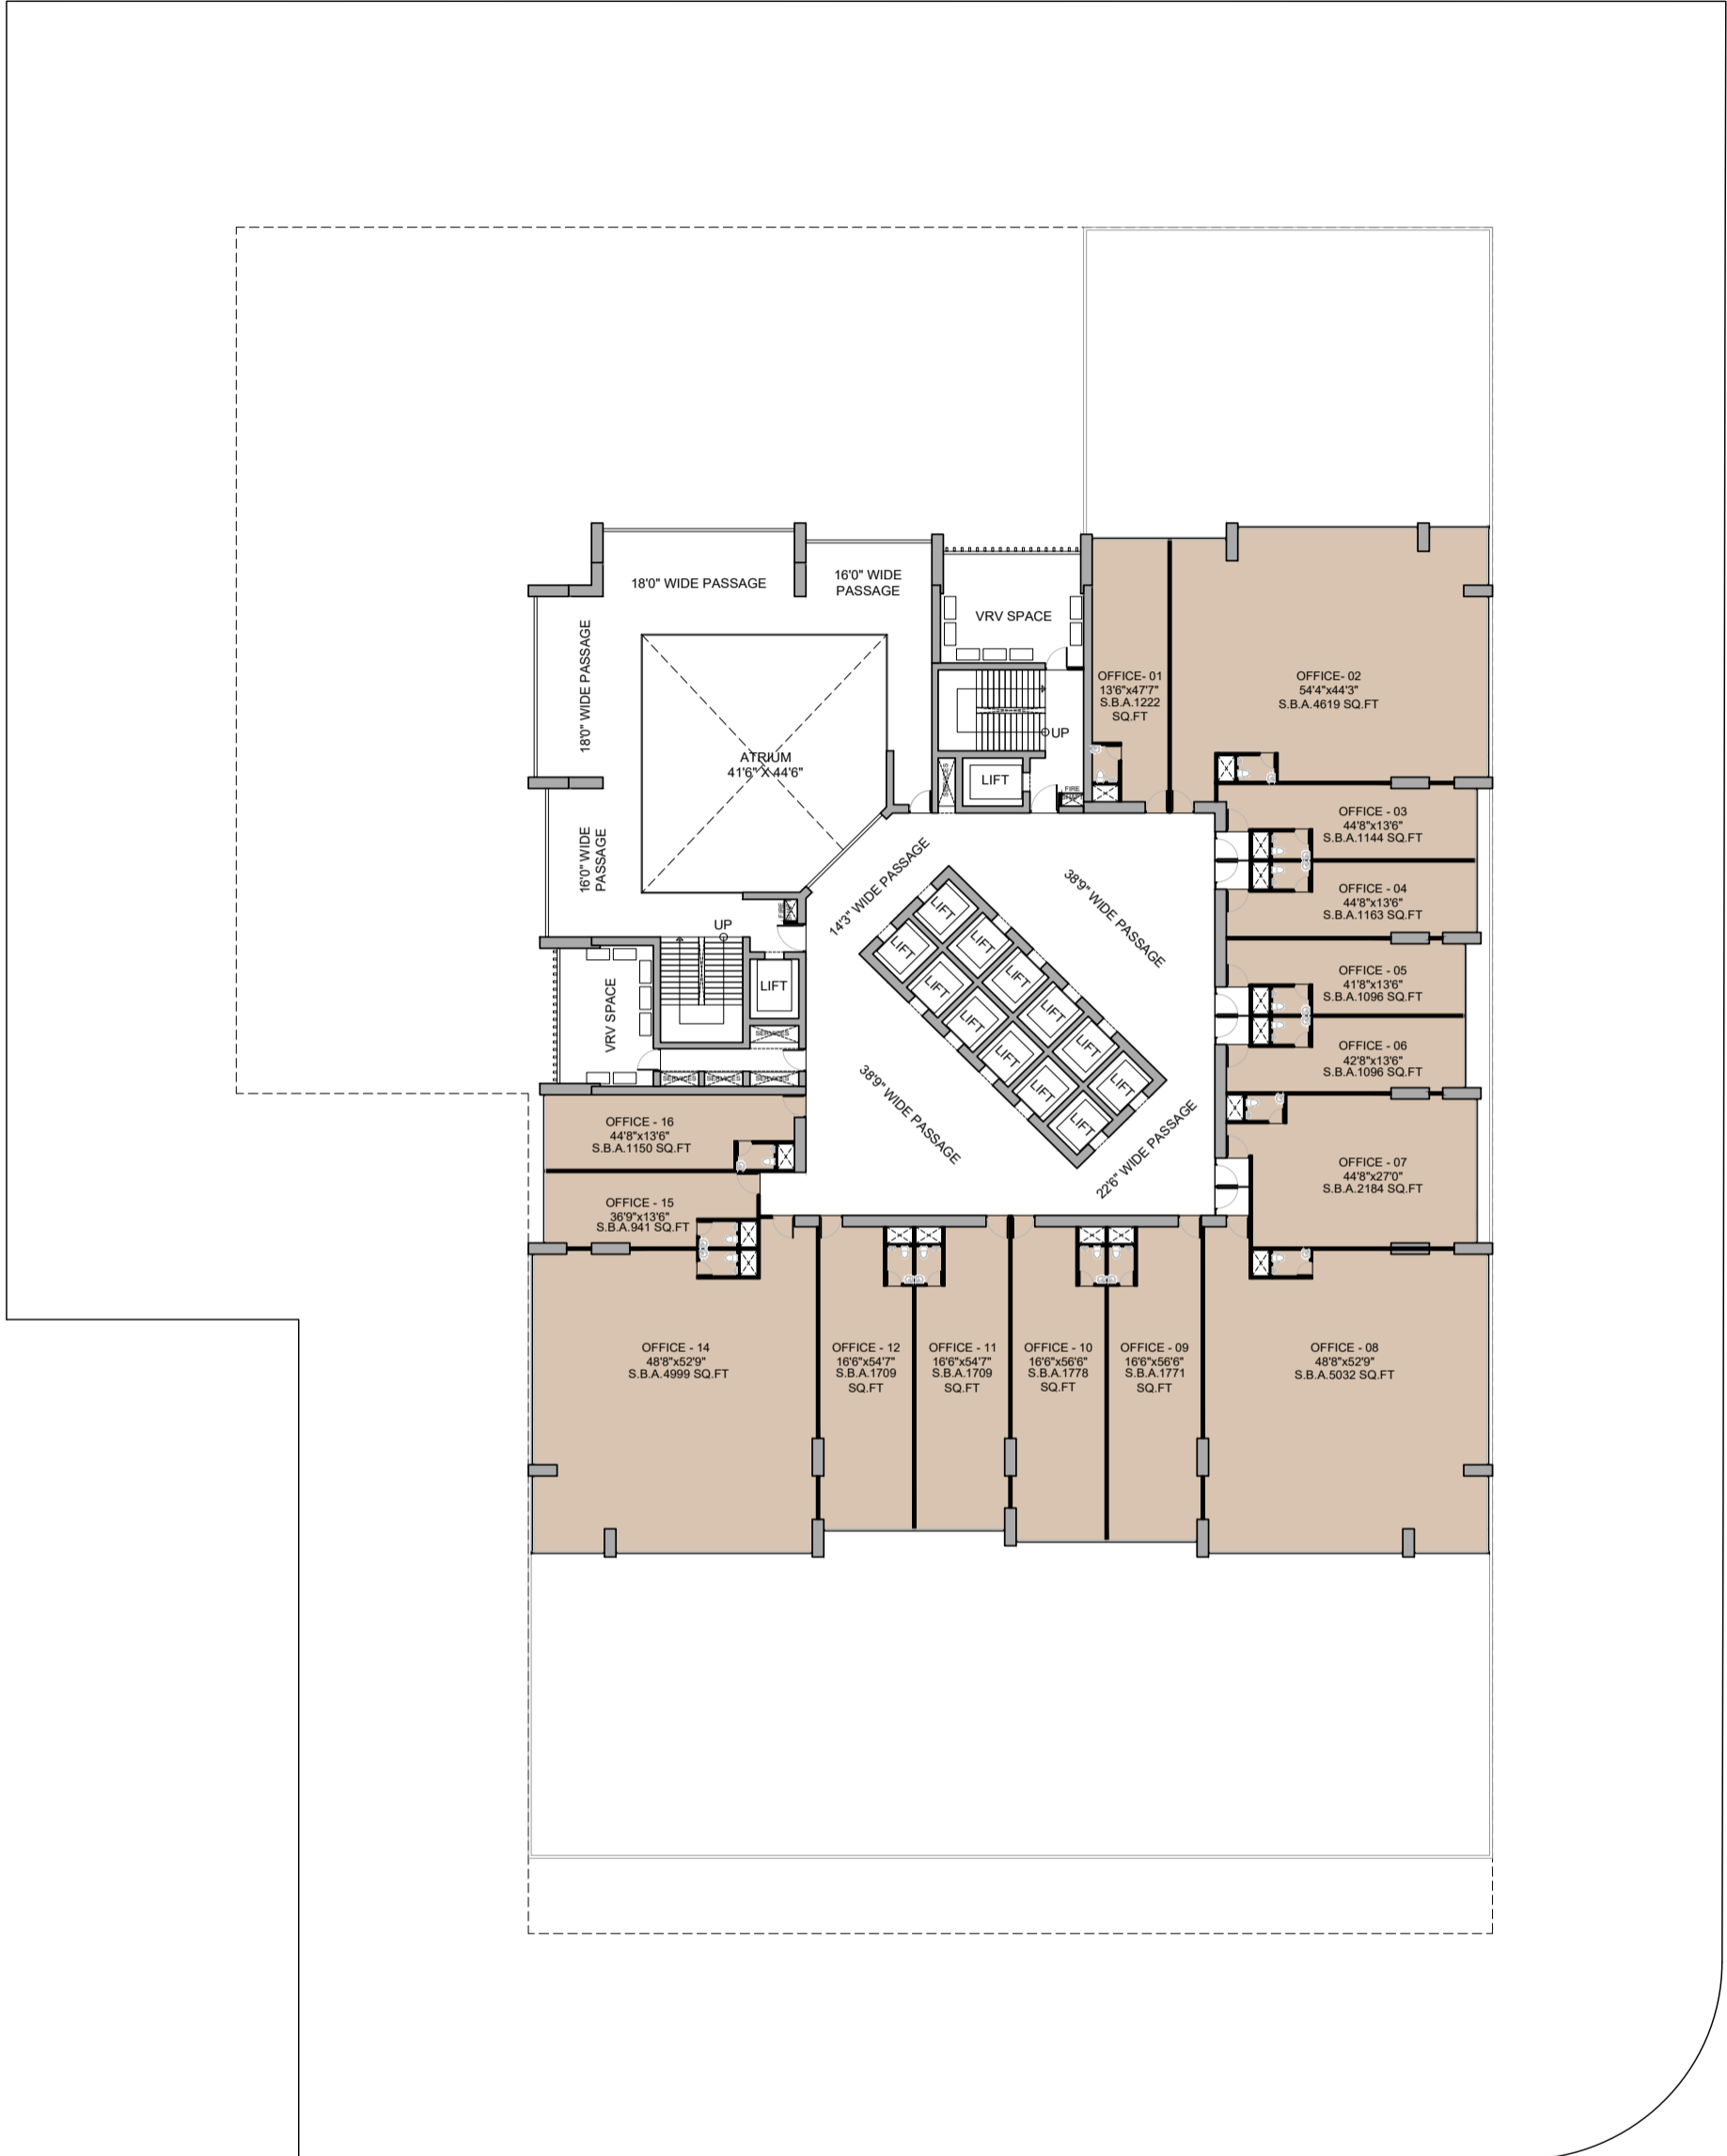 18'0" WIDE PASSAGE
16'0" WIDE
PASSAGE
VRV SPACE
18'0" WIDE PASSAGE
OFFICE- 01
13'6"x47'7"
S.B.A.1222
SQ.FT
OFFICE- 02
54'4"x44'3"
S.B.A.4619 SQ.FT
UP
ATRIUM
41'6" X 44'6"
SERVICES
LIFT
FIRE
OFFICE - 03
44'8"x13'6"
S.B.A.1144 SQ.FT
16'0" WIDE
PASSAGE
14'3" WIDE PASSAGE
38'9" WIDE PASSAGE
OFFICE - 04
44'8"x13'6"
S.B.A.1163 SQ.FT
FIRE
UP
LIFT
LIFT
LIFT
LIFT
LIFT
LIFT
LIFT
LIFT
LIFT
LIFT
LIFT
LIFT
LIFT
VRV SPACE
SERVICES
SERVICES
SERVICES
SERVICES
OFFICE - 05
41'8"x13'6"
S.B.A.1096 SQ.FT
OFFICE - 06
42'8"x13'6"
S.B.A.1096 SQ.FT
38'9" WIDE PASSAGE
22'6" WIDE PASSAGE
OFFICE - 16
44'8"x13'6"
S.B.A.1150 SQ.FT
OFFICE - 07
44'8"x27'0"
S.B.A.2184 SQ.FT
OFFICE - 15
36'9"x13'6"
S.B.A.941 SQ.FT
OFFICE - 14
48'8"x52'9"
S.B.A.4999 SQ.FT
OFFICE - 12
16'6"x54'7"
S.B.A.1709
SQ.FT
OFFICE - 11
16'6"x54'7"
S.B.A.1709
SQ.FT
OFFICE - 10
16'6"x56'6"
S.B.A.1778
SQ.FT
OFFICE - 09
16'6"x56'6"
S.B.A.1771
SQ.FT
OFFICE - 08
48'8"x52'9"
S.B.A.5032 SQ.FT